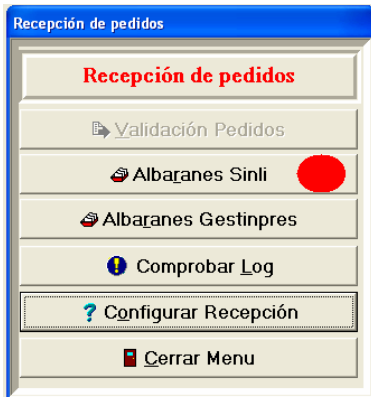 Recepción de pedidos
Recepción de pedidos
Validación Pedidos
Albaranes Sinli
Albaranes Gestinpres
Comprobar Log
Configurar Recepción
Cerrar Menu